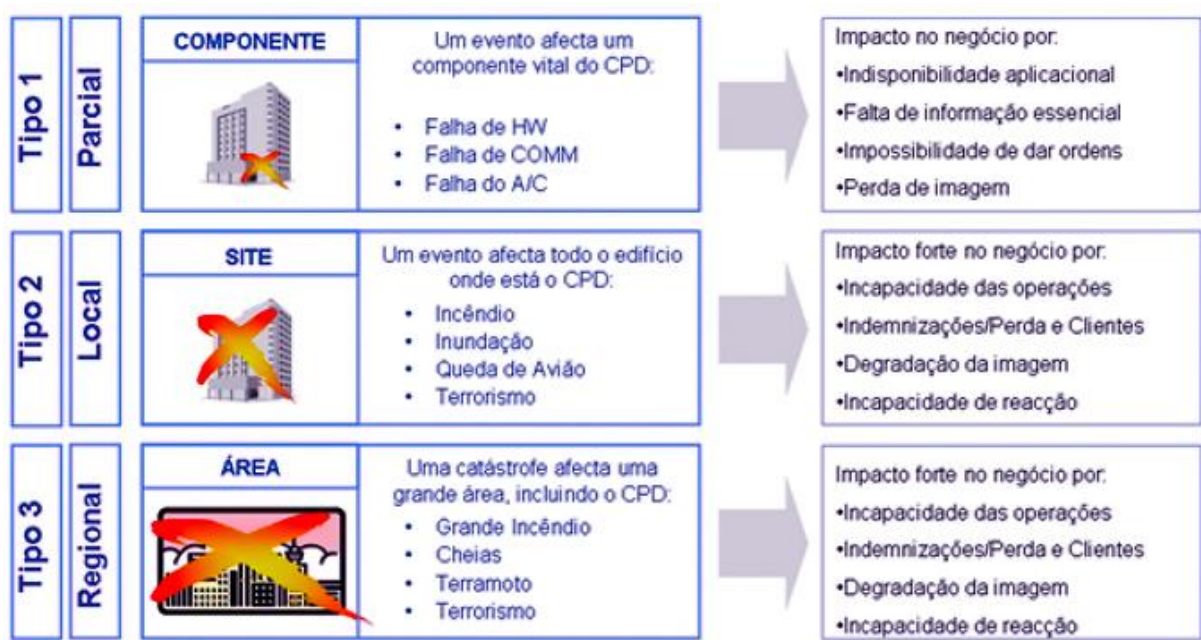 Tipo 1
Parcial
COMPONENTE
Um evento afecta um
componente vital do CPD:
• Falha de HW
• Falha de COMM
• Falha do A/C
Impacto no negócio por:
•Indisponibilidade aplicacional
•Falta de informação essencial
•Impossibilidade de dar ordens
•Perda de imagem
Tipo 2
Local
SITE
Um evento afecta todo o edifício
onde está o CPD:
• Incêndio
• Inundação
• Queda de Avião
• Terrorismo
Impacto forte no negócio por:
•Incapacidade das operações
•Indemnizações/Perda e Clientes
•Degradação da imagem
•Incapacidade de reacção
Tipo 3
Regional
ÁREA
Uma catástrofe afecta uma
grande área, incluindo o CPD:
• Grande Incêndio
• Cheias
• Terramoto
• Terrorismo
Impacto forte no negócio por:
•Incapacidade das operações
•Indemnizações/Perda e Clientes
•Degradação da imagem
•Incapacidade de reacção